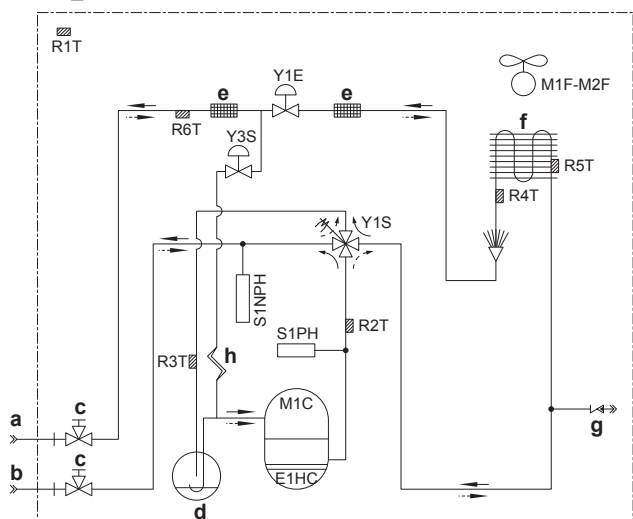 R1T
Y1E
M1F-M2F
e
e
f
R6T
Y3S
R5T
R4T
Y1S
S1NPH
R2T
S1PH
R3T
h
a
c
M1C
g
b
c
E1HC
d